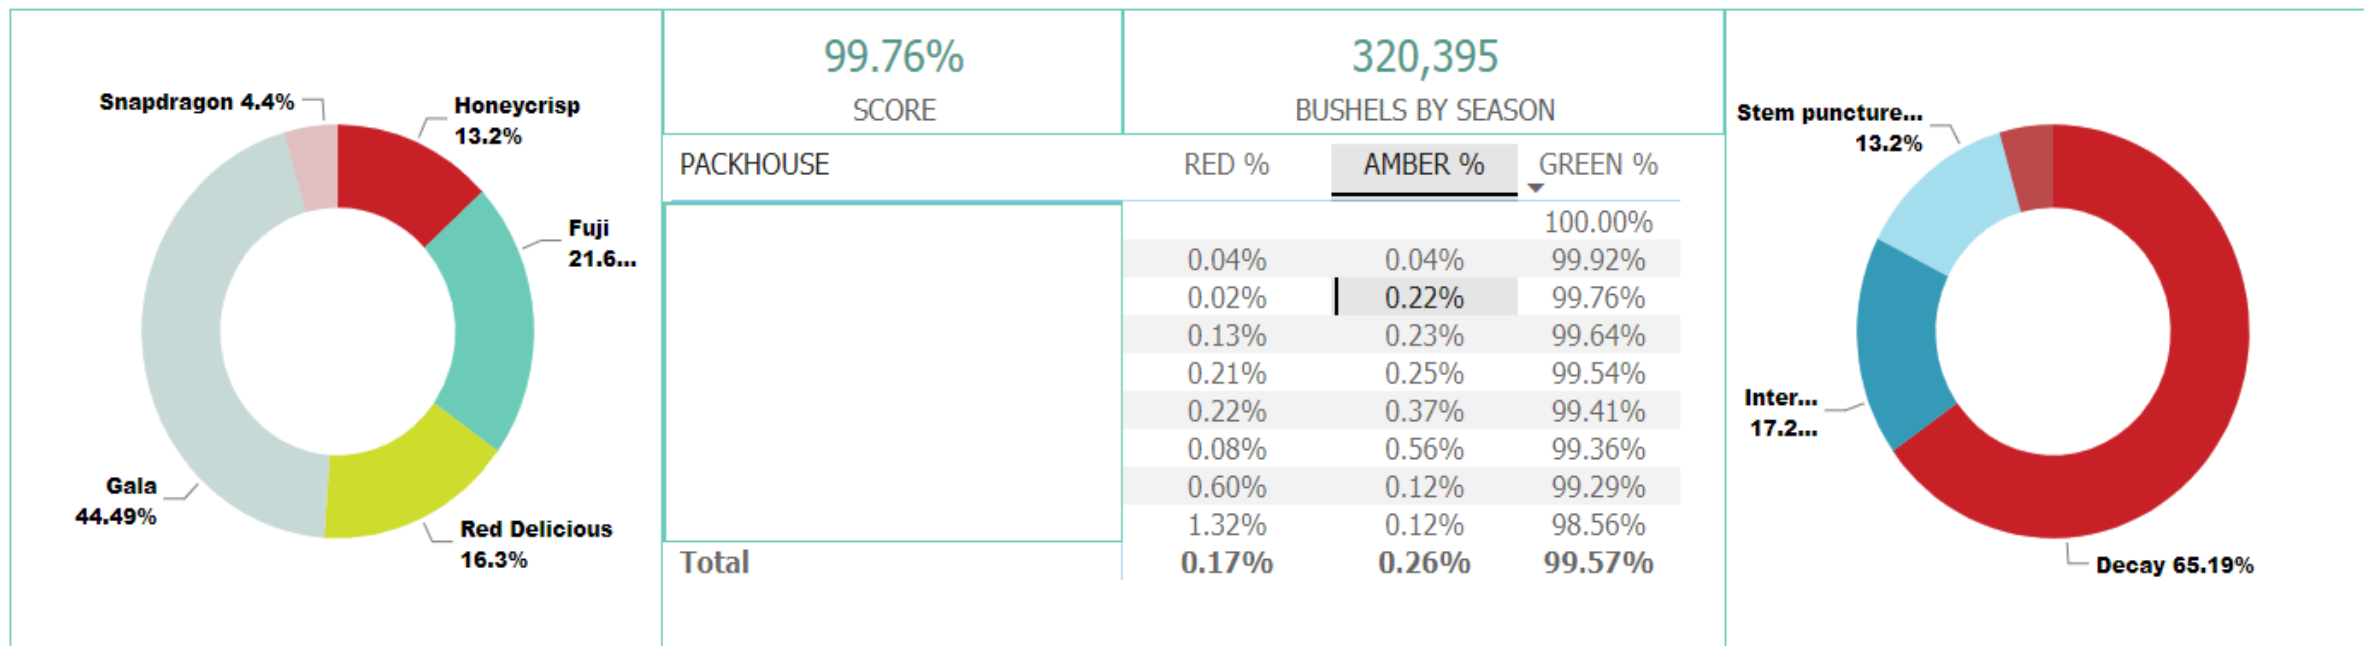 Snapdragon 4.4%
Honeycrisp
13.2%
Fuji
21.6...
Gala
44.49%
Red Delicious
16.3%
99.76%
SCORE
320,395
BUSHELS BY SEASON
PACKHOUSE RED % AMBER % GREEN %
100.00%
0.04% 0.04% 99.92%
0.02% 0.22% 99.76%
0.13% 0.23% 99.64%
0.21% 0.25% 99.54%
0.22% 0.37% 99.41%
0.08% 0.56% 99.36%
0.60% 0.12% 99.29%
1.32% 0.12% 98.56%
Total 0.17% 0.26% 99.57%
Stem puncture...
13.2%
Inter...
17.2...
Decay 65.19%